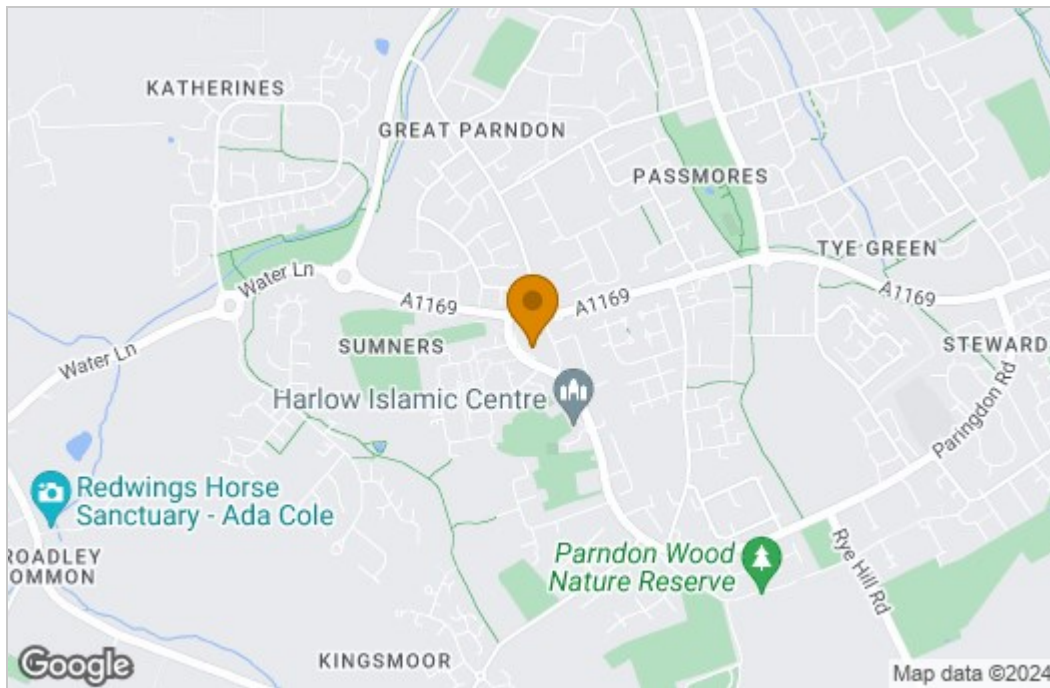 KATHERINES
GREAT PARNDON
PASSMORES
TYE GREEN
Water Ln
A1169
A1169
A1169
SUMNERS
STEWARD
Water Ln
Harlow Islamic Centre
Paringdon Rd
Redwings Horse
Sanctuary - Ada Cole
ROADLEY
OMMON
Parndon Wood
Nature Reserve
Rye Hill Rd
KINGSMOOR
Google
Map data ©2024